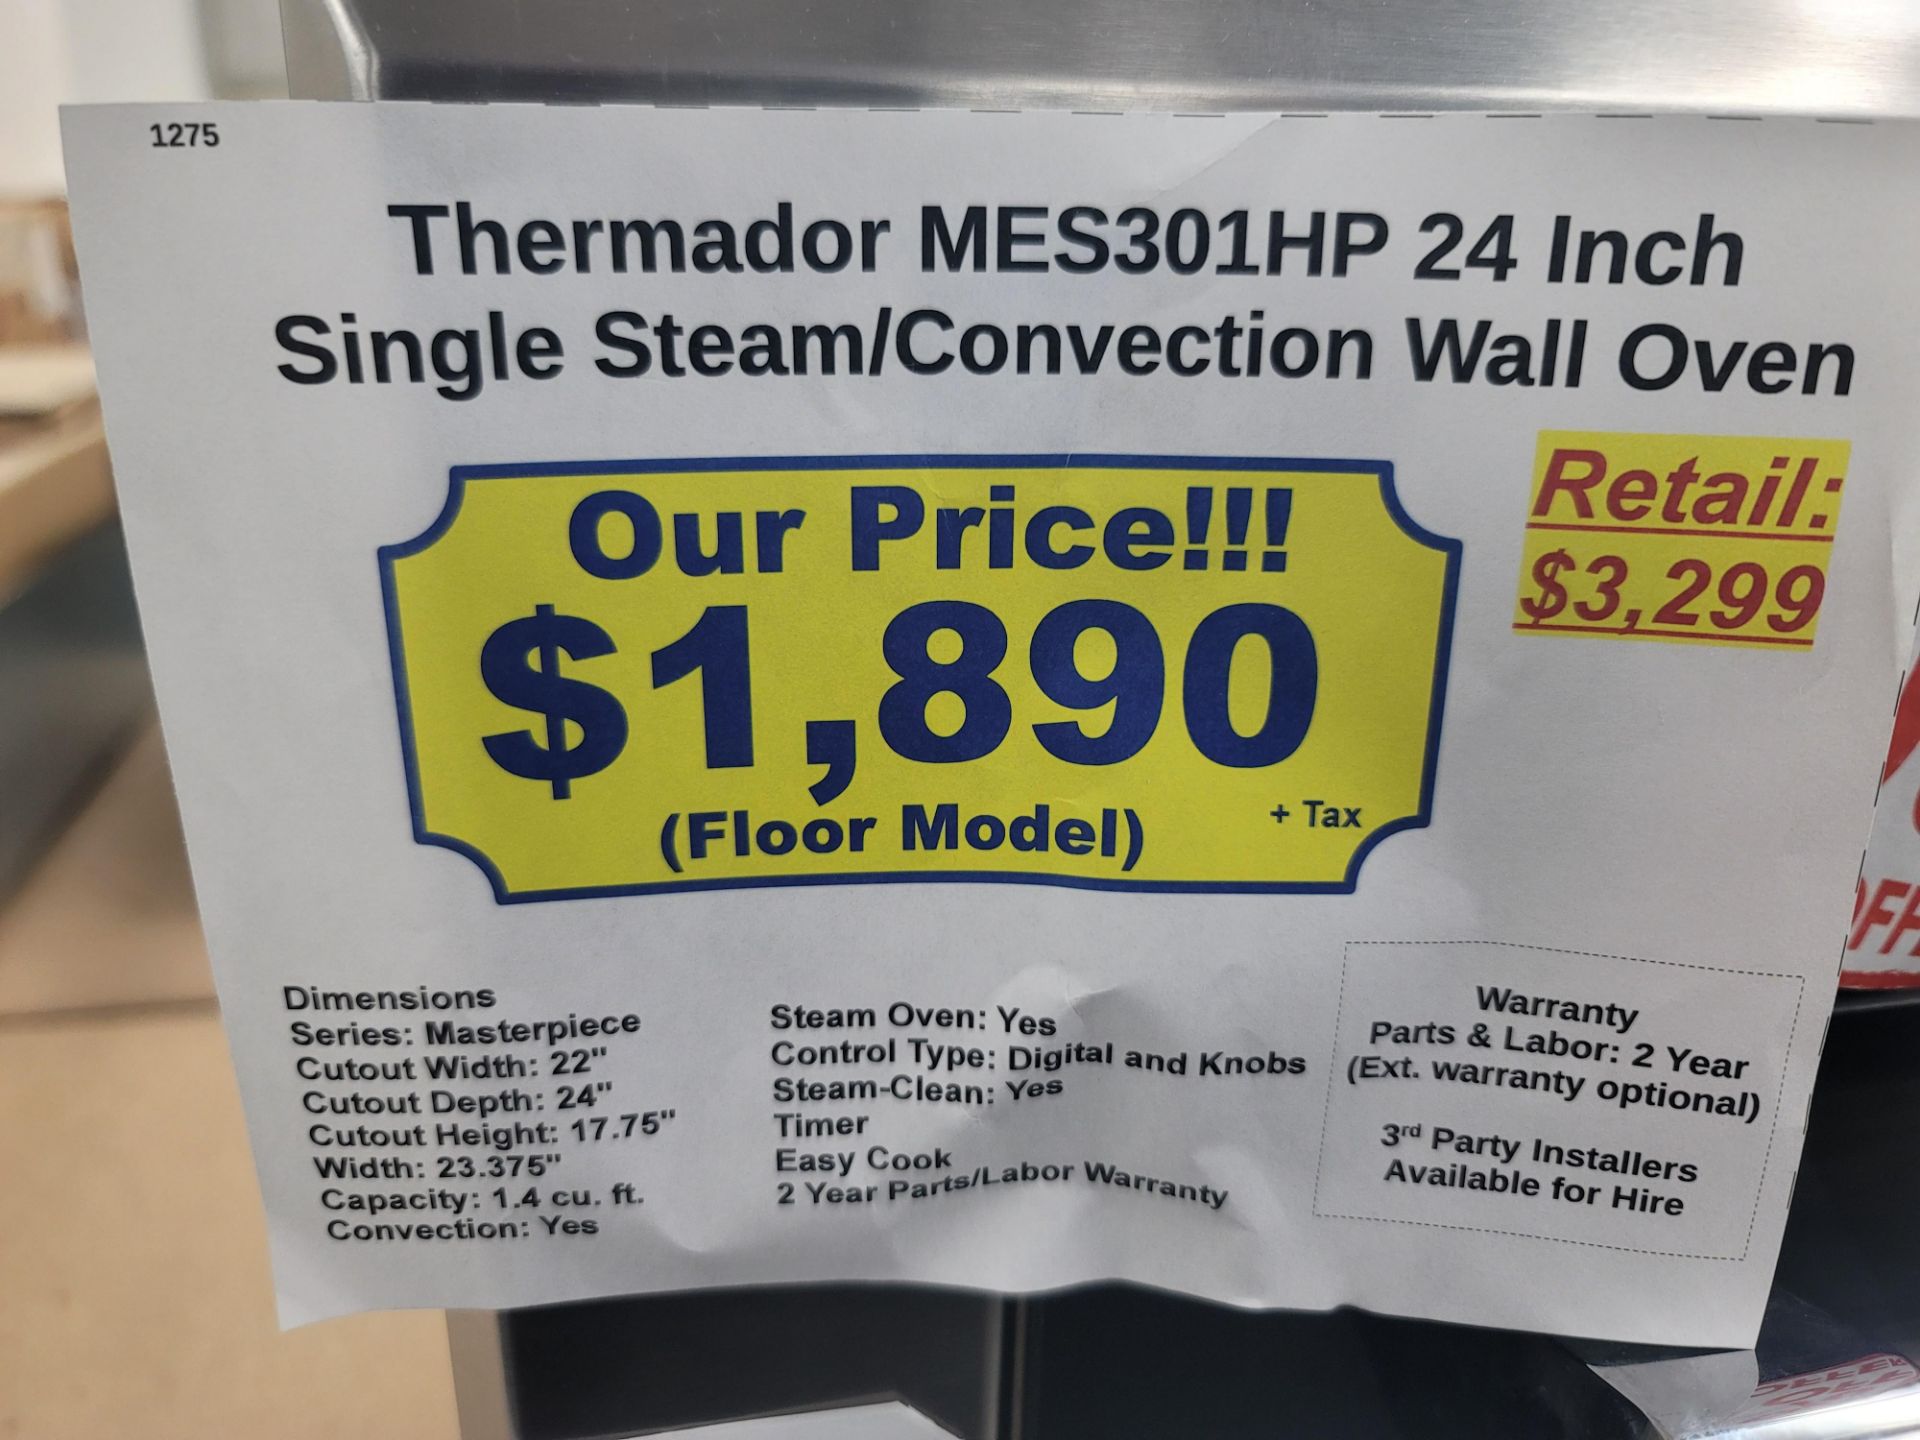 1275
Thermador MES301HP 24 Inch
Single Steam/Convection Wall Oven
Our Price!!!
$1,890
(Floor Model)
+ Tax
Retail:
$3,299
Dimensions
Series: Masterpiece
Cutout Width: 22"
Cutout Depth: 24"
Cutout Height: 17.75"
Width: 23.375"
Capacity: 1.4 cu. ft.
Convection: Yes
Steam Oven: Yes
Control Type: Digital and Knobs
Steam-Clean: Yes
Timer
Easy Cook
2 Year Parts/Labor Warranty
Warranty
Parts & Labor: 2 Year
(Ext. warranty optional)
3rd Party Installers
Available for Hire